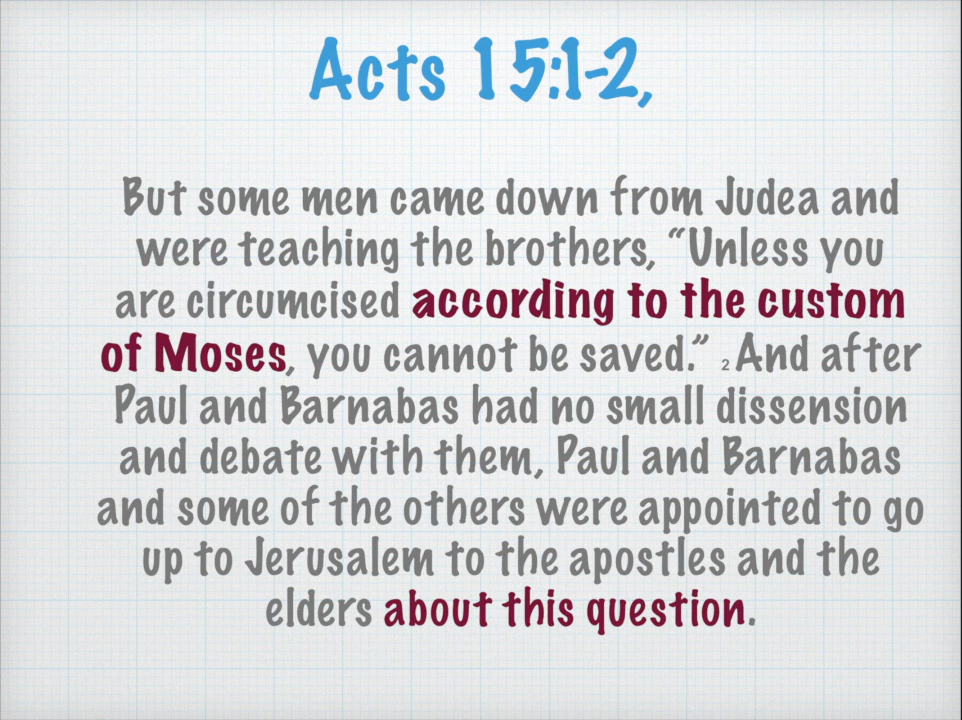 Acts 15:1-2,
But some men came down from Judea and
were teaching the brothers, “Unless you
are circumcised according to the custom
of Moses, you cannot be saved.” 2 And after
Paul and Barnabas had no small dissension
and debate with them, Paul and Barnabas
and some of the others were appointed to go
up to Jerusalem to the apostles and the
elders about this question.